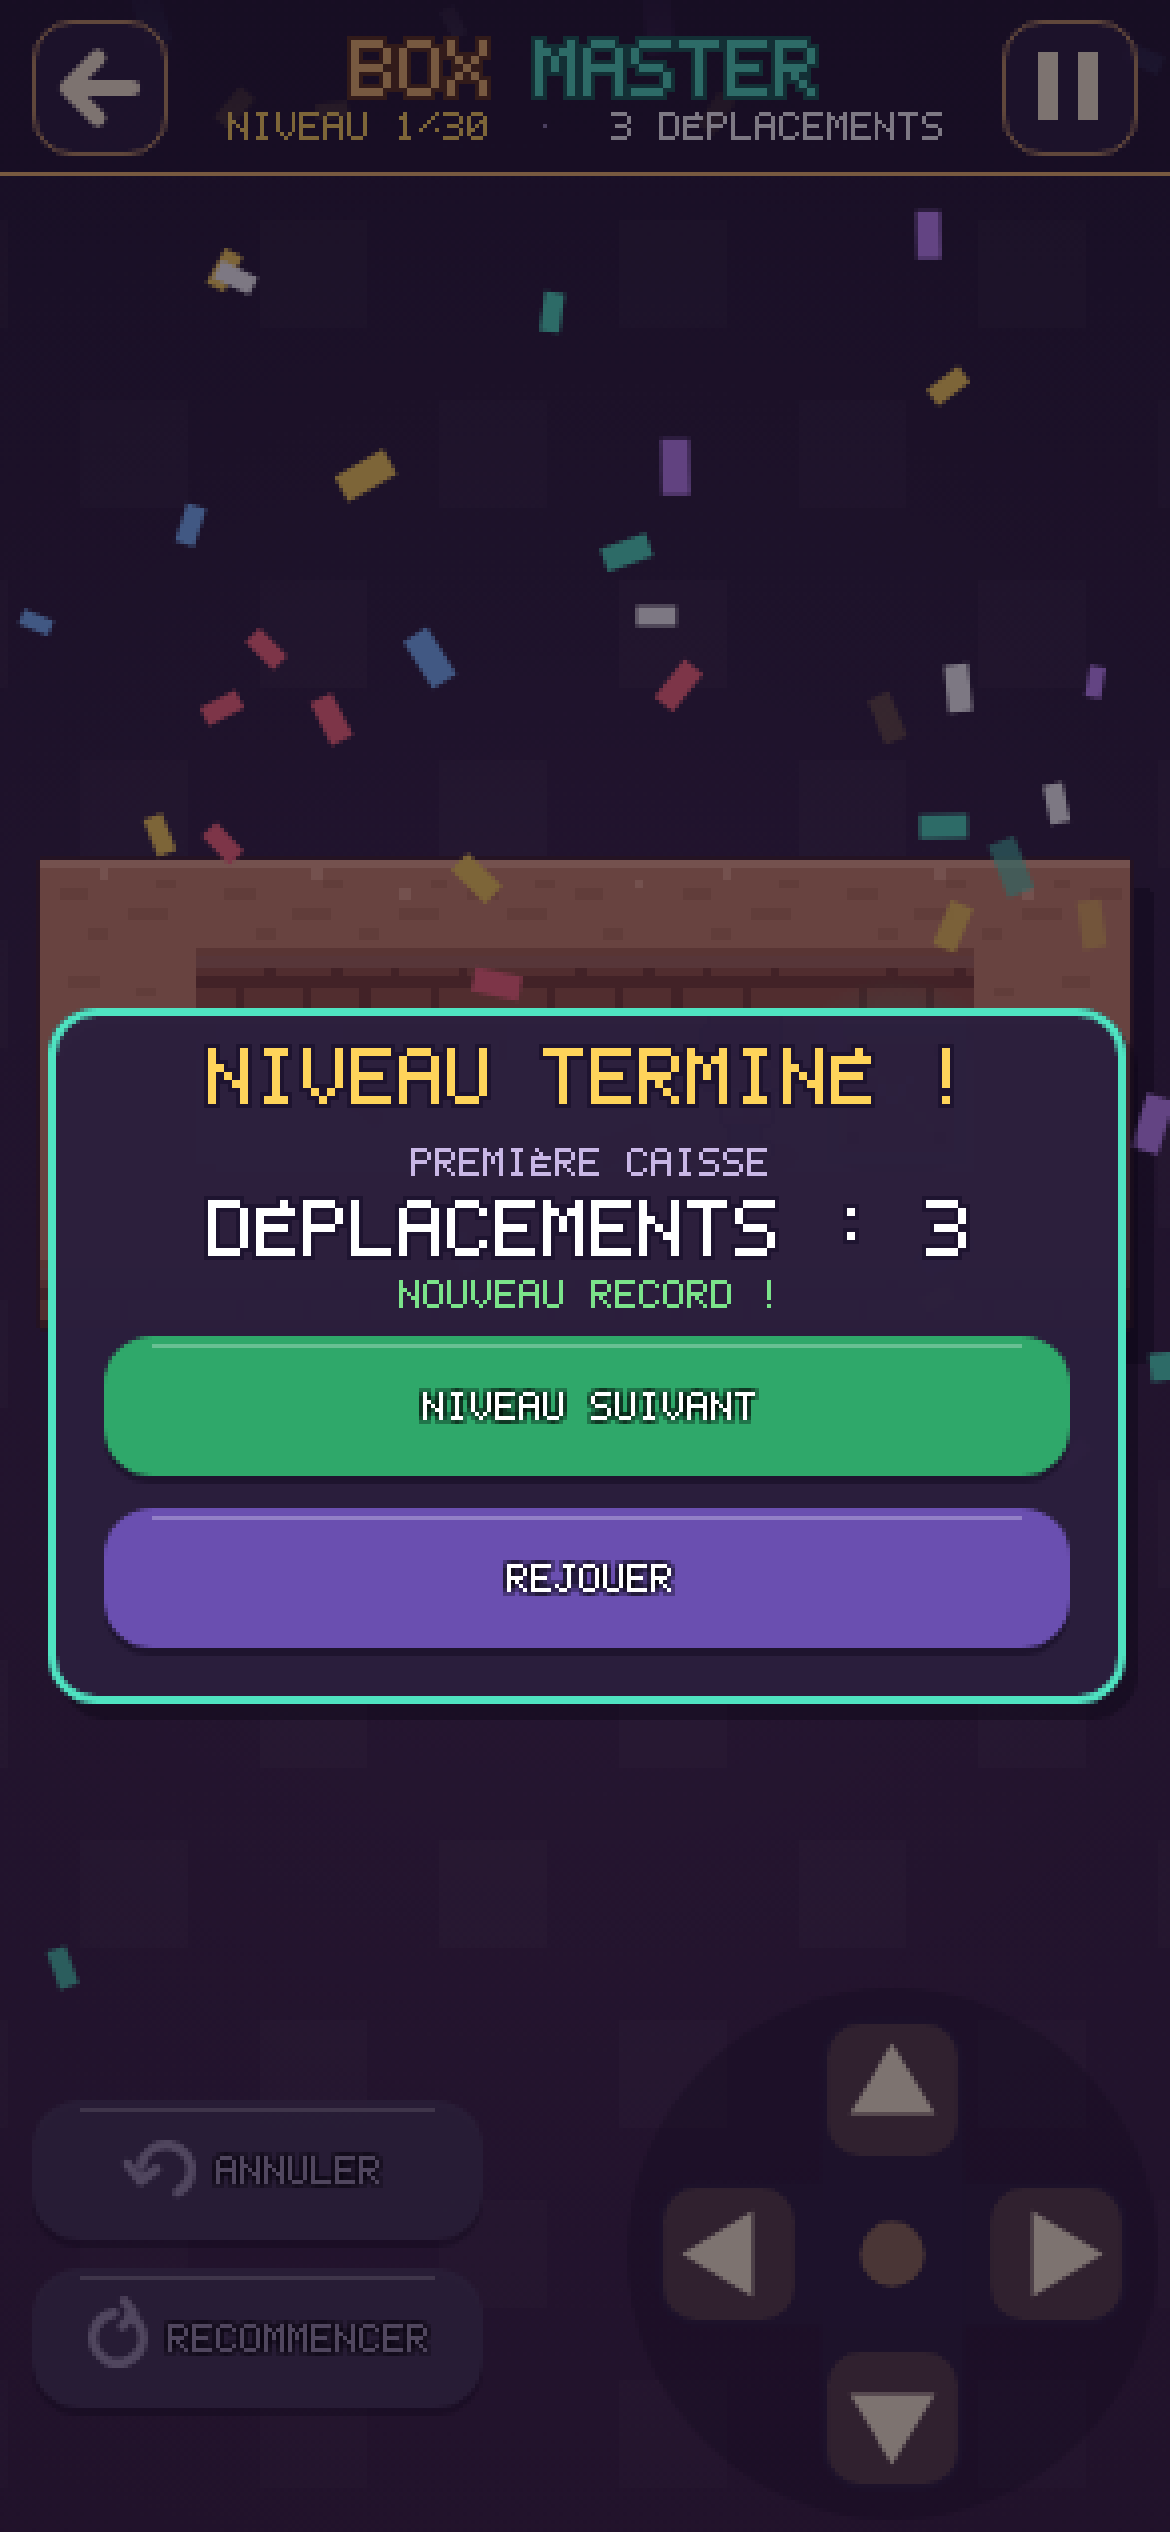 BOX MASTER
NIVEAU 1/30 · 3 DÉPLACEMENTS
NIVEAU TERMINÉ !
PREMIÈRE CAISSE
DÉPLACEMENTS : 3
NOUVEAU RECORD !
NIVEAU SUIVANT
REJOUER
ANNULER
RECOMMENCER